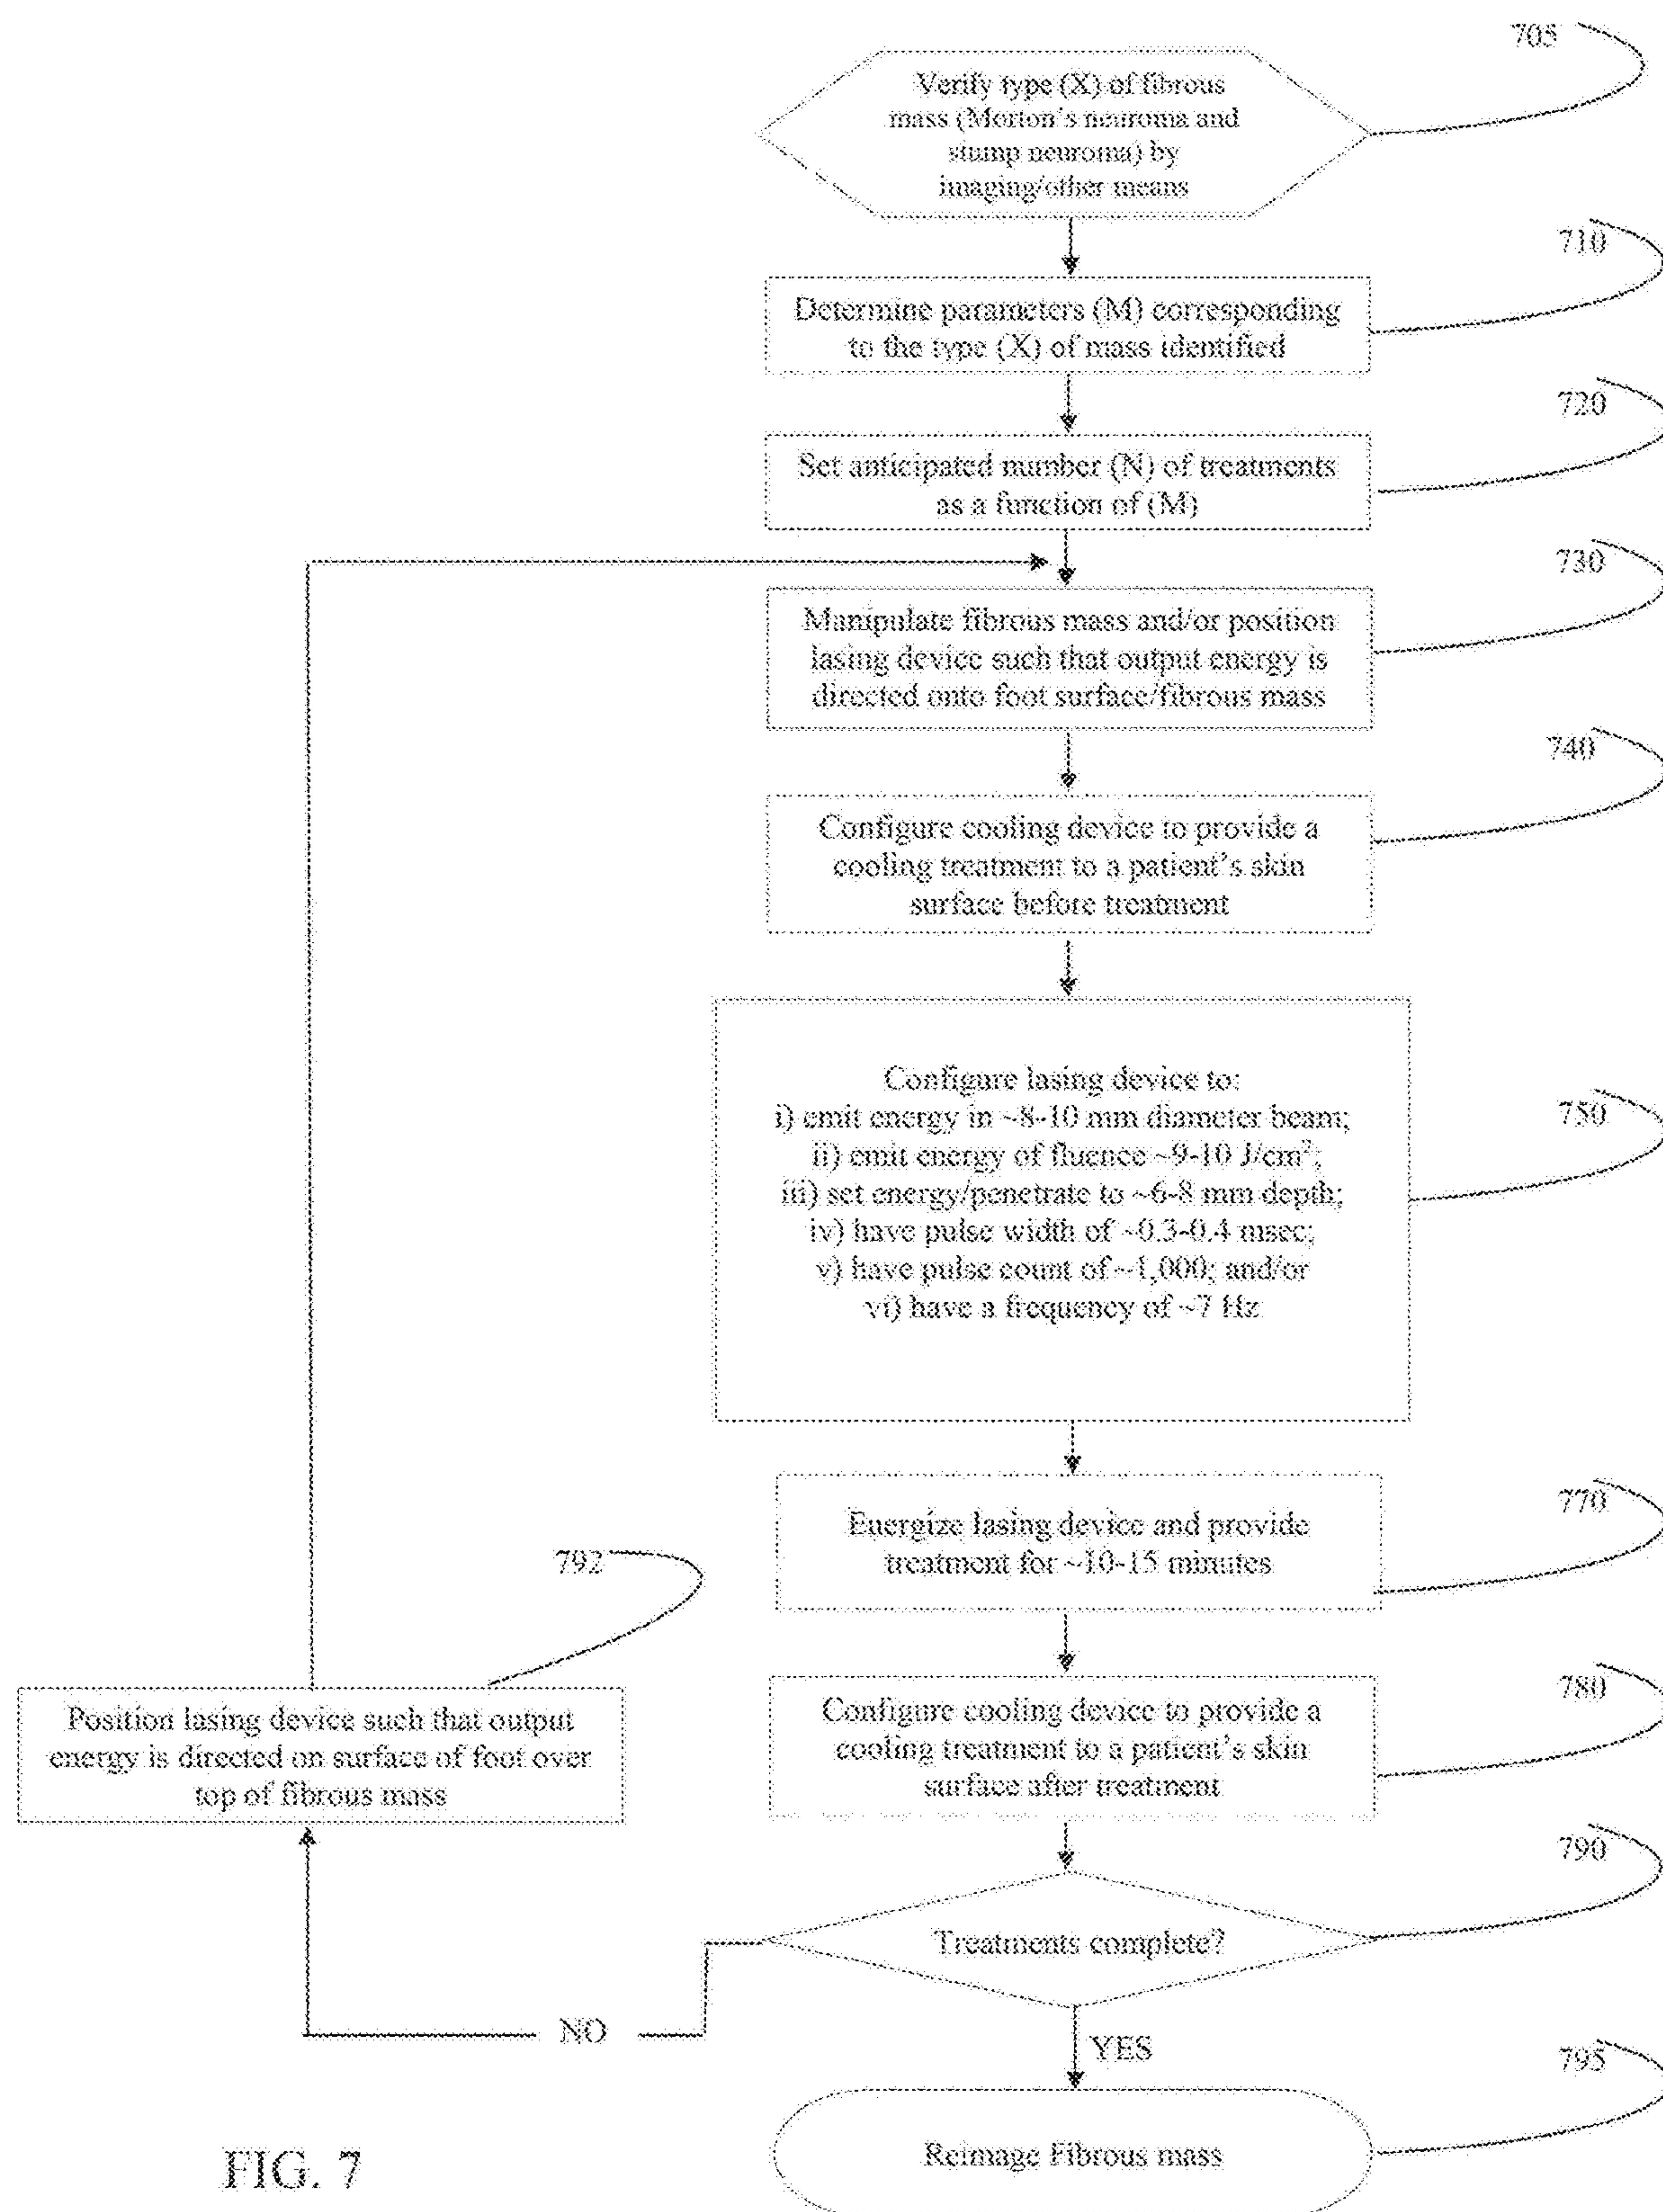 705
Verify type (X) of fibrous
mass (Morton's neuroma and
stump neuroma) by
imaging/other means
710
Determine parameters (M) corresponding
to the type (X) of mass identified
720
Set anticipated number (N) of treatments
as a function of (M)
730
Manipulate fibrous mass and/or position
lasing device such that output energy is
directed onto foot surface/fibrous mass
740
Configure cooling device to provide a
cooling treatment to a patient's skin
surface before treatment
750
Configure lasing device to:
i) emit energy in ~8-10 mm diameter beam;
ii) emit energy of fluence ~9-10 J/cm²;
iii) set energy/penetrate to ~6-8 mm depth;
iv) have pulse width of ~0.3-0.4 msec;
v) have pulse count of ~1,000; and/or
vi) have a frequency of ~7 Hz
770
Energize lasing device and provide
treatment for ~10-15 minutes
792
Position lasing device such that output
energy is directed on surface of foot over
top of fibrous mass
780
Configure cooling device to provide a
cooling treatment to a patient's skin
surface after treatment
790
Treatments complete?
NO
YES
795
Reimage Fibrous mass
FIG. 7